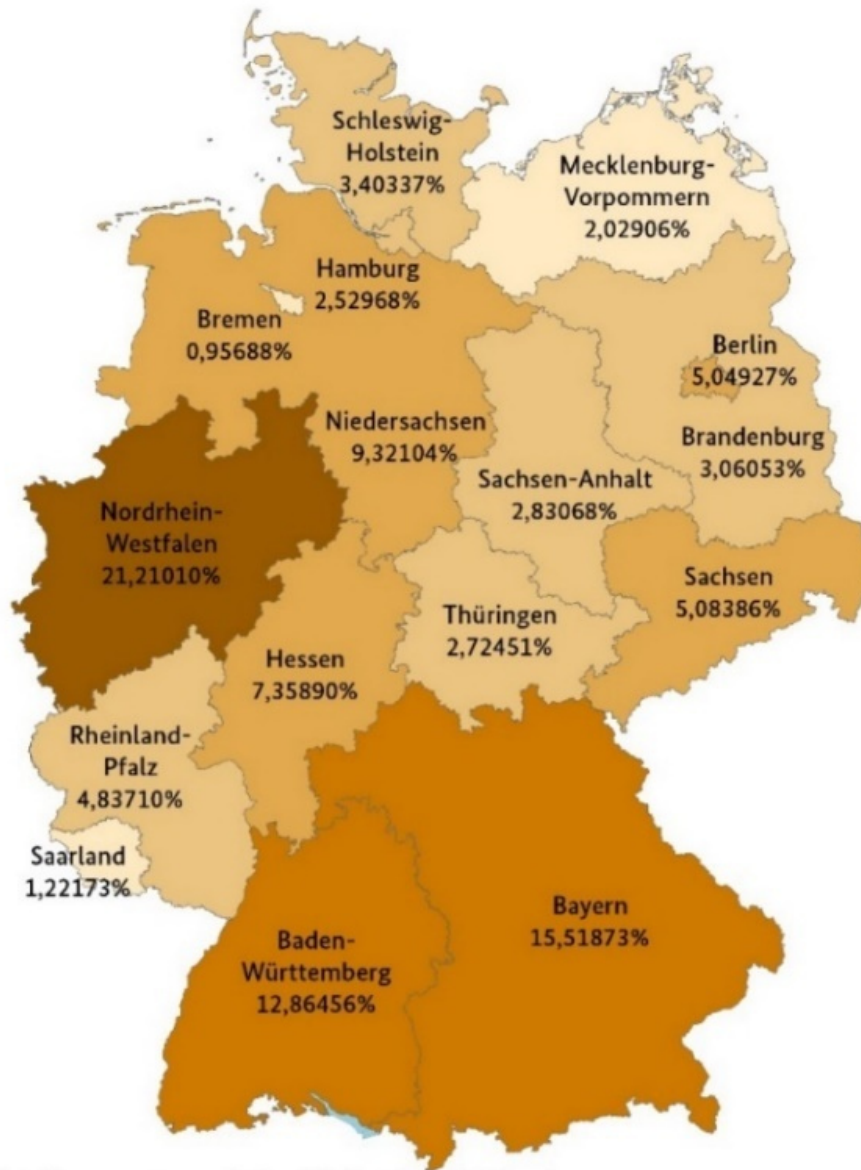 Schleswig-
Holstein
3,40337%
Mecklenburg-
Vorpommern
2,02906%
Hamburg
2,52968%
Bremen
0,95688%
Berlin
5,04927%
Niedersachsen
9,32104%
Brandenburg
3,06053%
Sachsen-Anhalt
2,83068%
Nordrhein-
Westfalen
21,21010%
Sachsen
5,08386%
Thüringen
2,72451%
Hessen
7,35890%
Rheinland-
Pfalz
4,83710%
Saarland
1,22173%
Bayern
15,51873%
Baden-
Württemberg
12,86456%